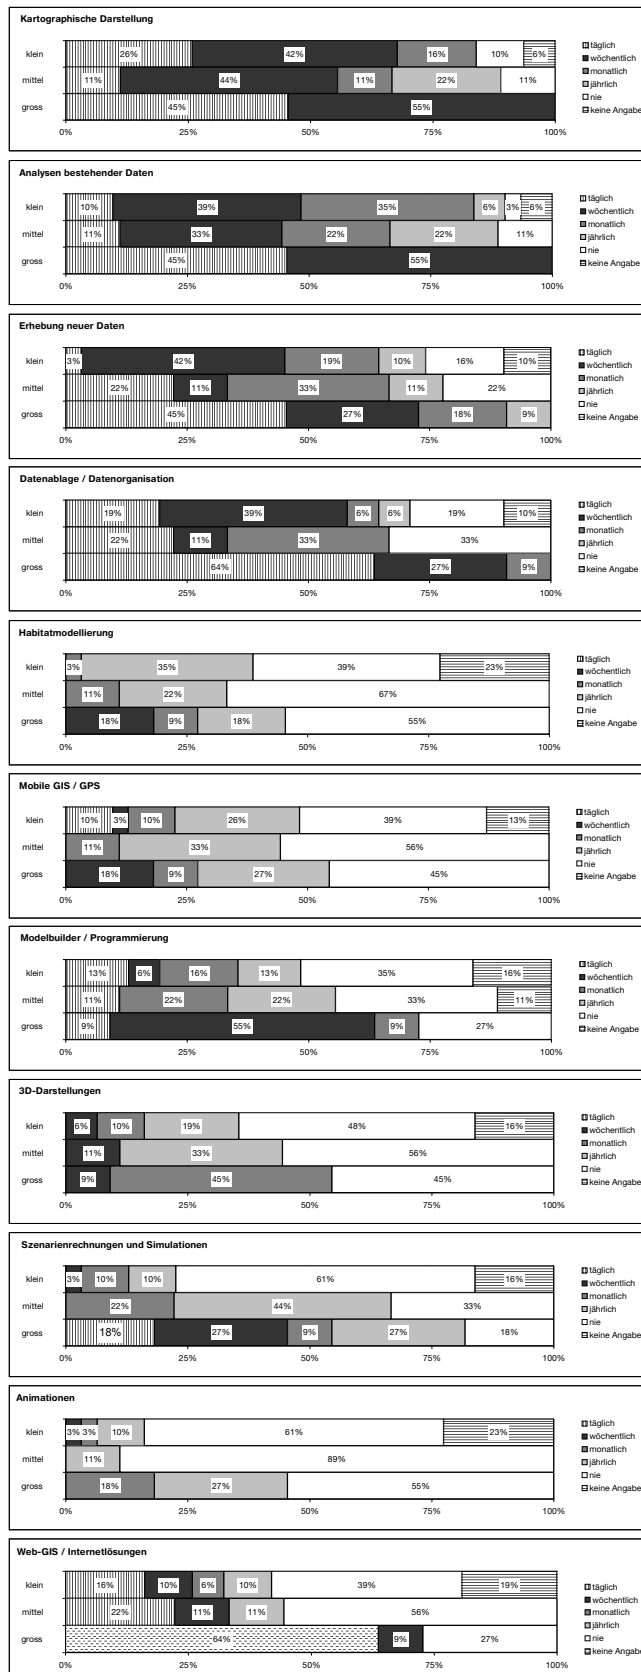 Kartographische Darstellung
klein 26% 42% 16% 10% 6%
mittel 11% 44% 11% 22% 11%
gross 45% 55%
0% 25% 50% 75% 100%
täglich
wöchentlich
monatlich
jährlich
nie
keine Angabe
Analysen bestehender Daten
klein 10% 39% 35% 6% 3% 6%
mittel 11% 33% 22% 22% 11%
gross 45% 55%
0% 25% 50% 75% 100%
täglich
wöchentlich
monatlich
jährlich
nie
keine Angabe
Erhebung neuer Daten
klein 3% 42% 19% 10% 16% 10%
mittel 22% 11% 33% 11% 22%
gross 45% 27% 18% 9%
0% 25% 50% 75% 100%
täglich
wöchentlich
monatlich
jährlich
nie
keine Angabe
Datenablage / Datenorganisation
klein 19% 39% 6% 6% 19% 10%
mittel 22% 11% 33% 33%
gross 64% 27% 9%
0% 25% 50% 75% 100%
täglich
wöchentlich
monatlich
jährlich
nie
keine Angabe
Habitatmodellierung
klein 3% 35% 39% 23%
mittel 11% 22% 67%
gross 18% 9% 18% 55%
0% 25% 50% 75% 100%
täglich
wöchentlich
monatlich
jährlich
nie
keine Angabe
Mobile GIS / GPS
klein 10% 3% 10% 26% 39% 13%
mittel 11% 33% 56%
gross 18% 9% 27% 45%
0% 25% 50% 75% 100%
täglich
wöchentlich
monatlich
jährlich
nie
keine Angabe
Modelbuilder / Programmierung
klein 13% 6% 16% 13% 35% 16%
mittel 11% 22% 22% 33% 11%
gross 9% 55% 9% 27%
0% 25% 50% 75% 100%
täglich
wöchentlich
monatlich
jährlich
nie
keine Angabe
3D-Darstellungen
klein 6% 10% 19% 48% 16%
mittel 11% 33% 56%
gross 9% 45% 45%
0% 25% 50% 75% 100%
täglich
wöchentlich
monatlich
jährlich
nie
keine Angabe
Szenarienrechnungen und Simulationen
klein 3% 10% 10% 61% 16%
mittel 22% 44% 33%
gross 18% 27% 9% 27% 18%
0% 25% 50% 75% 100%
täglich
wöchentlich
monatlich
jährlich
nie
keine Angabe
Animationen
klein 3% 3% 10% 61% 23%
mittel 11% 89%
gross 18% 27% 55%
0% 25% 50% 75% 100%
täglich
wöchentlich
monatlich
jährlich
nie
keine Angabe
Web-GIS / Internetlösungen
klein 16% 10% 6% 10% 39% 19%
mittel 22% 11% 11% 56%
gross 64% 9% 27%
0% 25% 50% 75% 100%
täglich
wöchentlich
monatlich
jährlich
nie
keine Angabe